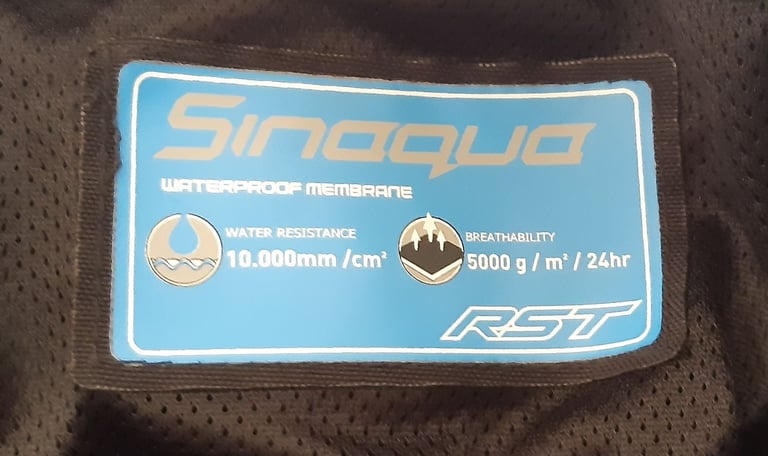 Sinaqua
WATERPROOF MEMBRANE
WATER RESISTANCE
10.000mm /cm²
BREATHABILITY
5000 g / m² / 24hr
RST